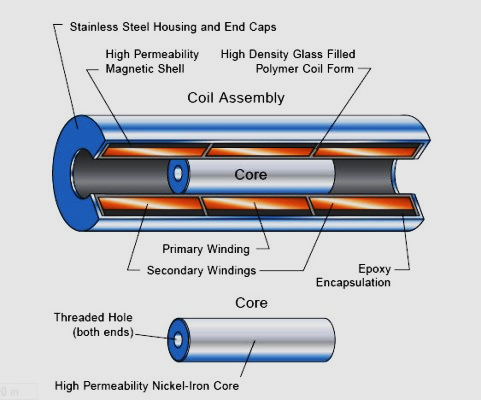 Stainless Steel Housing and End Caps
High Permeability
Magnetic Shell
High Density Glass Filled
Polymer Coil Form
Coil Assembly
Core
Primary Winding
Secondary Windings
Epoxy
Encapsulation
Core
Threaded Hole
(both ends)
High Permeability Nickel-Iron Core